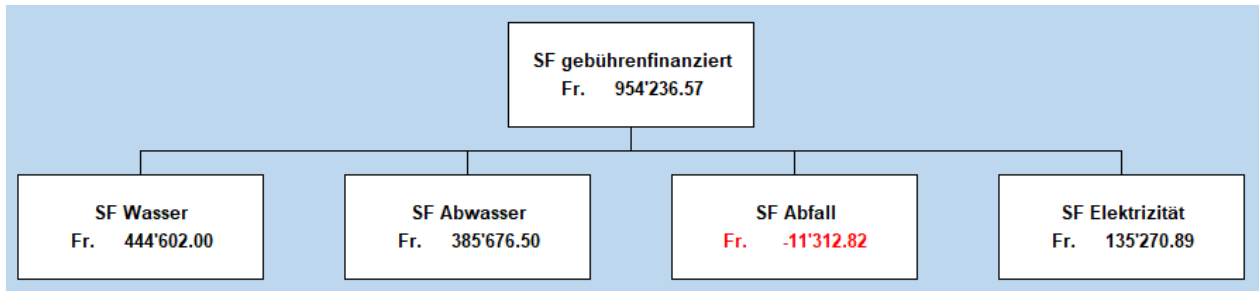 SF gebührenfinanziert
Fr. 954'236.57
SF Wasser
Fr. 444'602.00
SF Abwasser
Fr. 385'676.50
SF Abfall
Fr. -11'312.82
SF Elektrizität
Fr. 135'270.89